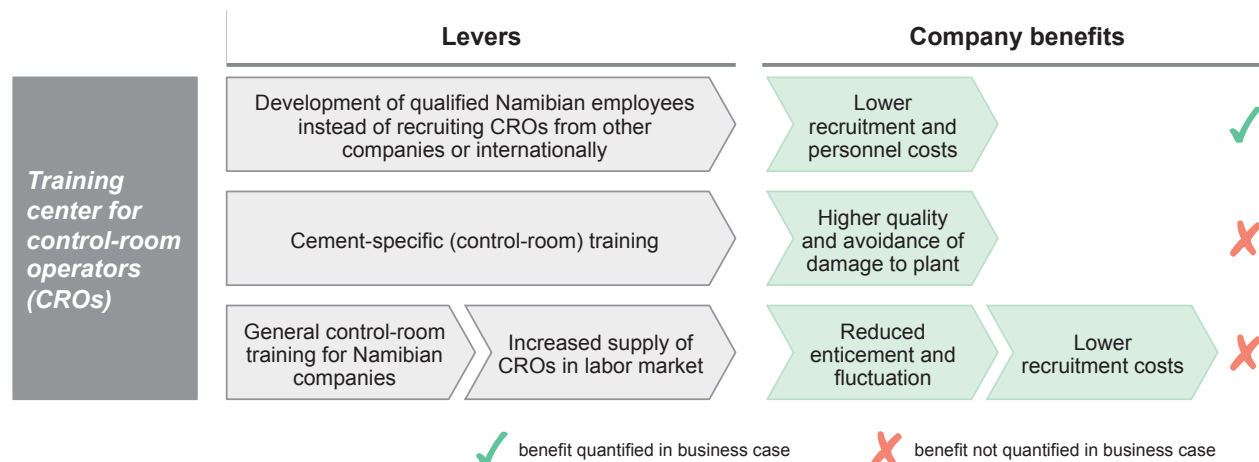 Levers
Company benefits
Training
center for
control-room
operators
(CROs)
Development of qualified Namibian employees
instead of recruiting CROs from other
companies or internationally
Lower
recruitment and
personnel costs
Cement-specific (control-room) training
Higher quality
and avoidance of
damage to plant
General control-room
training for Namibian
companies
Increased supply of
CROs in labor market
Reduced
enticement and
fluctuation
Lower
recruitment costs
benefit quantified in business case
benefit not quantified in business case